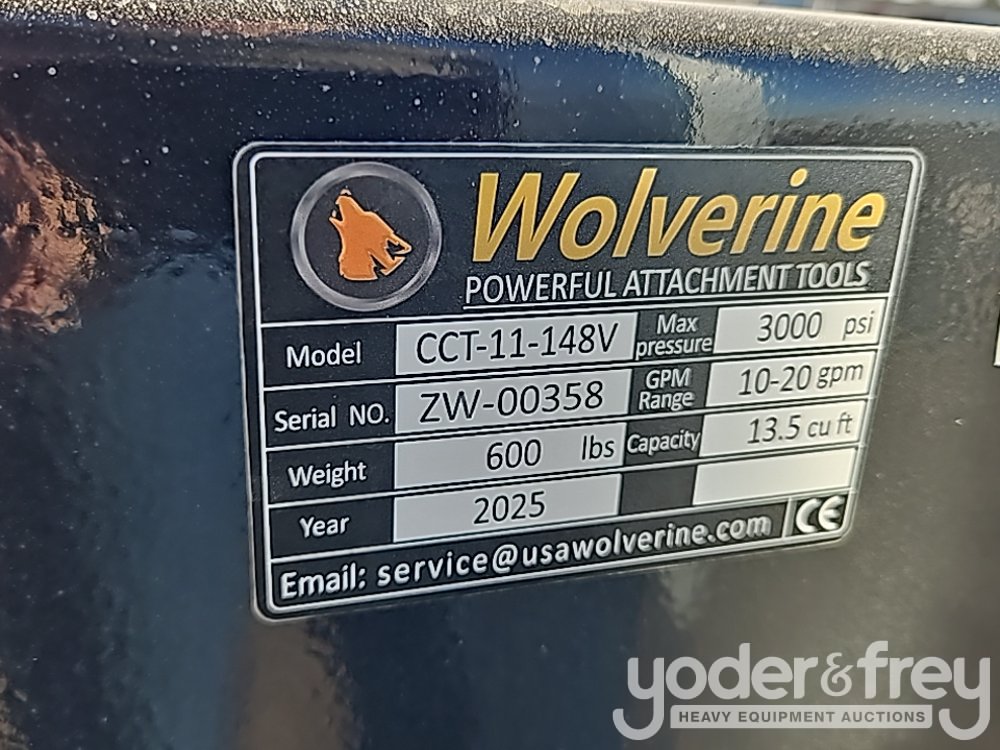 Wolverine
POWERFUL ATTACHMENT TOOLS
Model CCT-11-148V Max pressure 3000 psi
Serial NO. ZW-00358 GPM Range 10-20 gpm
Weight 600 lbs Capacity 13.5 cu ft
Year 2025
Email: service@usawolverine.com CE
yoder&frey
HEAVY EQUIPMENT AUCTIONS